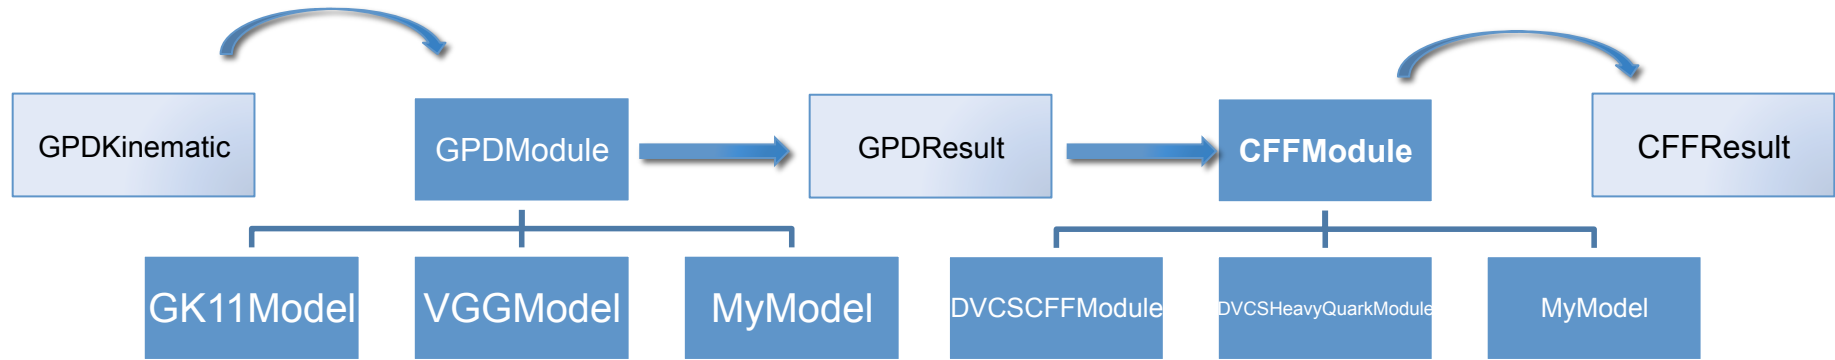 GPDKinematic
GPDModule
GPDResult
CFFModule
CFFResult
GK11Model
VGGModel
MyModel
DVCSCFFModule
DVCSHeavyQuarkModule
MyModel